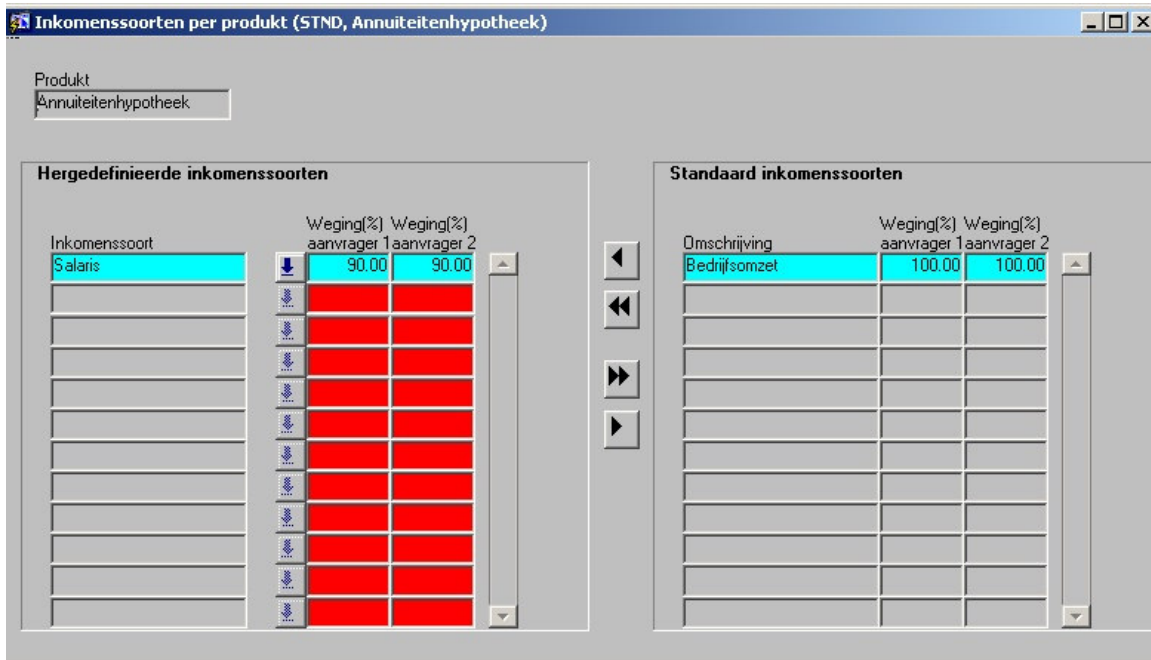 Inkomenssoorten per produkt (STND, Annuiteitenhypotheek)
Produkt
Annuiteitenhypotheek
Hergedefinieerde inkomenssoorten
Inkomenssoort Weging(%) aanvrager 1 Weging(%) aanvrager 2
Salaris 90.00 90.00
Standaard inkomenssoorten
Omschrijving Weging(%) aanvrager 1 Weging(%) aanvrager 2
Bedrijfsomzet 100.00 100.00